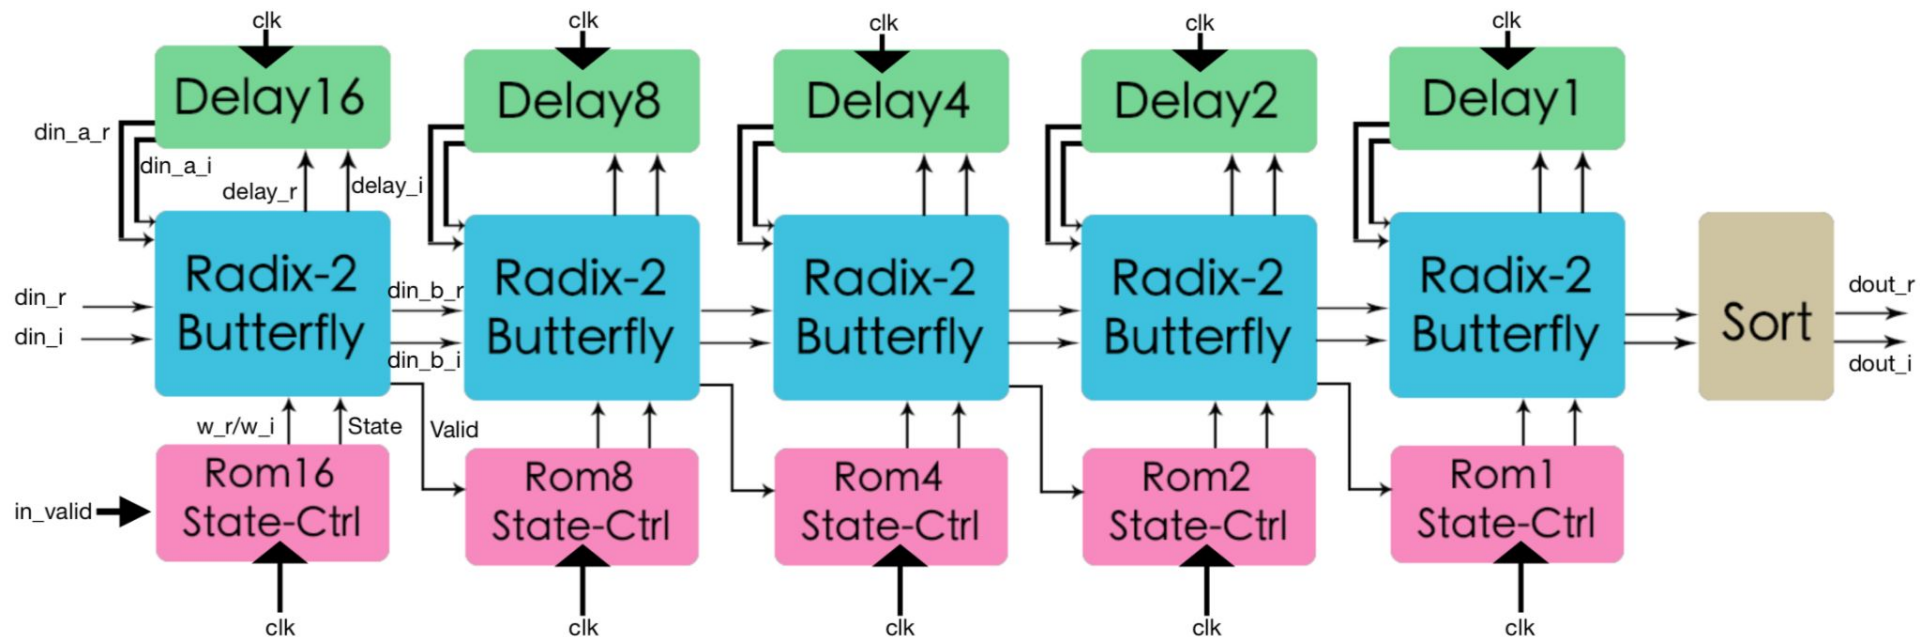 clk
clk
clk
clk
clk
Delay16
Delay8
Delay4
Delay2
Delay1
din_a_r
din_a_i
delay_r
delay_i
Radix-2
Butterfly
Radix-2
Butterfly
Radix-2
Butterfly
Radix-2
Butterfly
Radix-2
Butterfly
din_r
din_i
din_b_r
din_b_i
Sort
dout_r
dout_i
w_r/w_i
State
Valid
in_valid
Rom16
State-Ctrl
Rom8
State-Ctrl
Rom4
State-Ctrl
Rom2
State-Ctrl
Rom1
State-Ctrl
clk
clk
clk
clk
clk